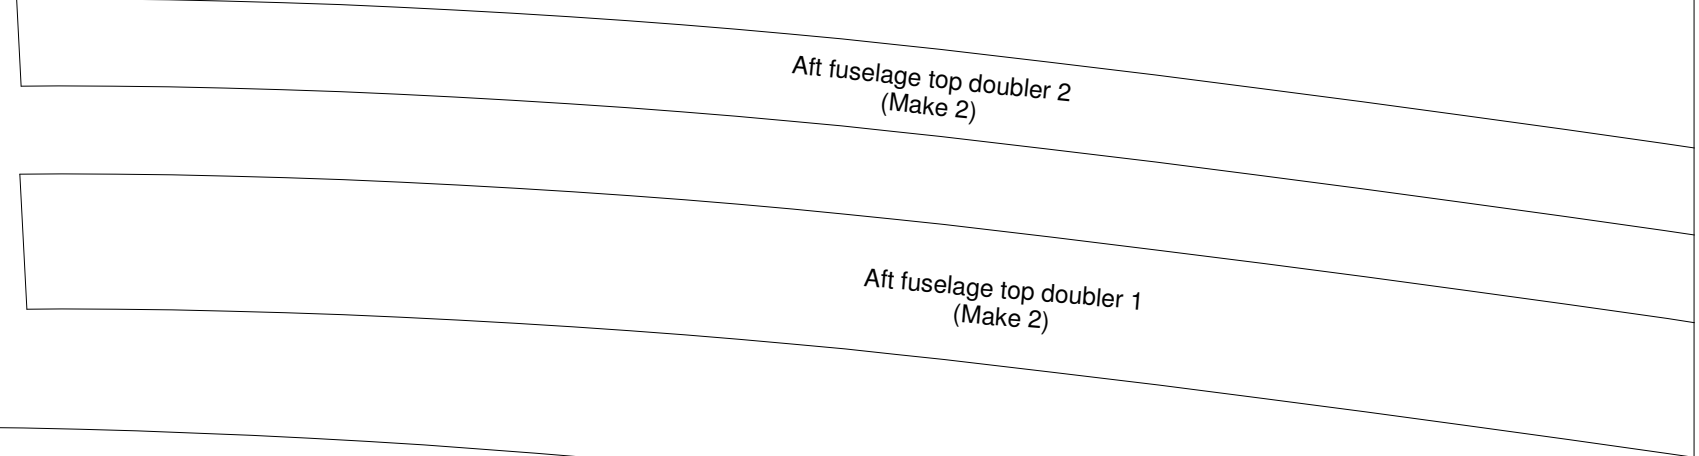 Aft fuselage top doubler 2
(Make 2)
Aft fuselage top doubler 1
(Make 2)